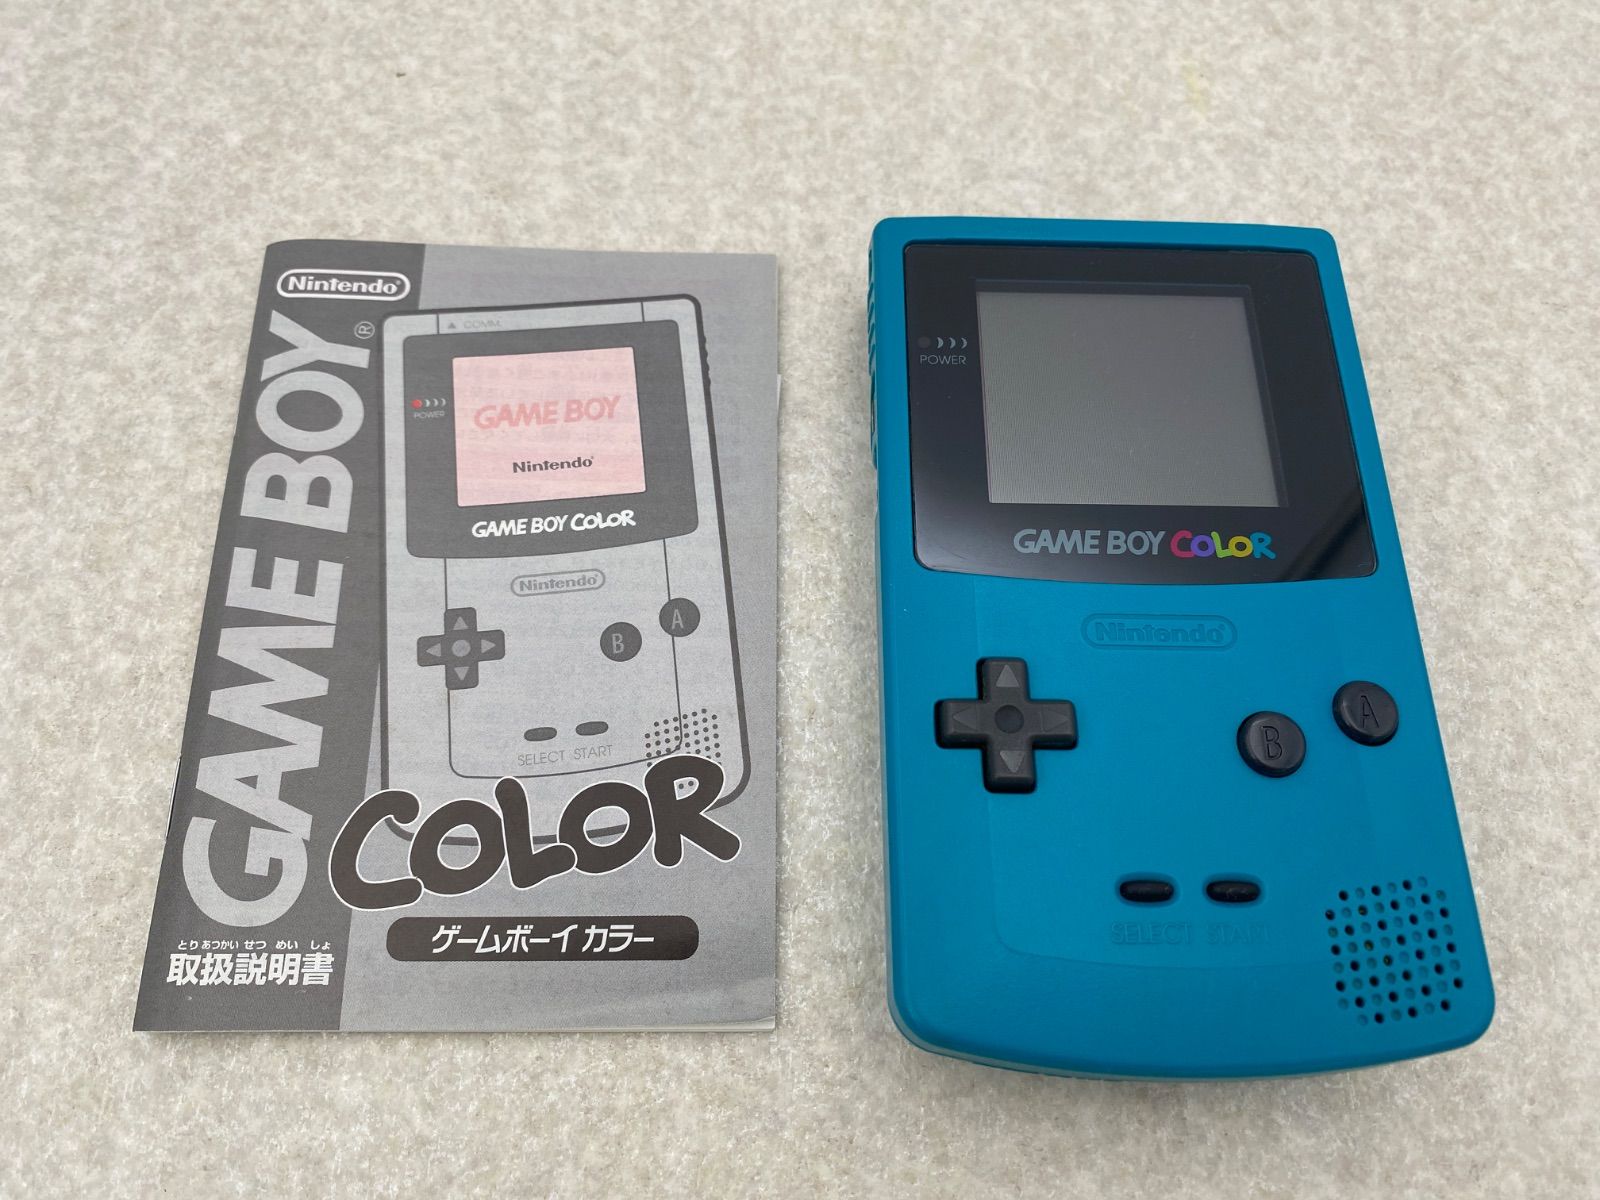 Nintendo
GAME BOY®
COMM.
POWER
GAME BOY
Nintendo
GAME BOY COLOR
Nintendo
B
A
SELECT START
COLOR
ゲームボーイカラー
とりあつかいせつめいしょ
取扱説明書
POWER
GAME BOY COLOR
Nintendo
B
A
SELECT START